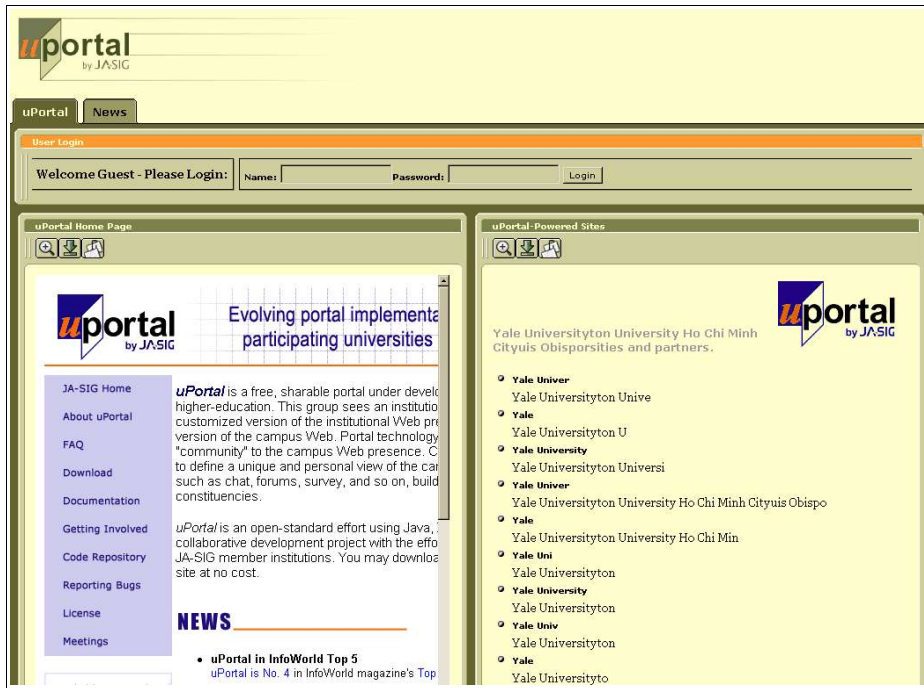 uportal
by JASIG
uPortal
News
User Login
Welcome Guest - Please Login:
Name:
Password:
Login
uPortal Home Page
uportal
by JASIG
Evolving portal implementa
participating universities
JA-SIG Home
About uPortal
FAQ
Download
Documentation
Getting Involved
Code Repository
Reporting Bugs
License
Meetings
uPortal is a free, sharable portal under develo
higher-education. This group sees an institutio
customized version of the institutional Web pre
version of the campus Web. Portal technology
"community" to the campus Web presence. C
to define a unique and personal view of the car
such as chat, forums, survey, and so on, build
constituencies.
uPortal is an open-standard effort using Java,
collaborative development project with the effo
JA-SIG member institutions. You may downloa
site at no cost.
NEWS
uPortal in InfoWorld Top 5
uPortal is No. 4 in InfoWorld magazine's Top
uPortal-Powered Sites
uportal
by JASIG
Yale Universityton University Ho Chi Minh
Cityuis Obisporsities and partners.
Yale Univer
Yale Universityton Unive
Yale
Yale Universityton U
Yale University
Yale Universityton Universi
Yale Univer
Yale Universityton University Ho Chi Minh Cityuis Obispo
Yale
Yale Universityton University Ho Chi Min
Yale Uni
Yale Universityton
Yale University
Yale Universityton
Yale Univ
Yale Universityton
Yale
Yale Universityto